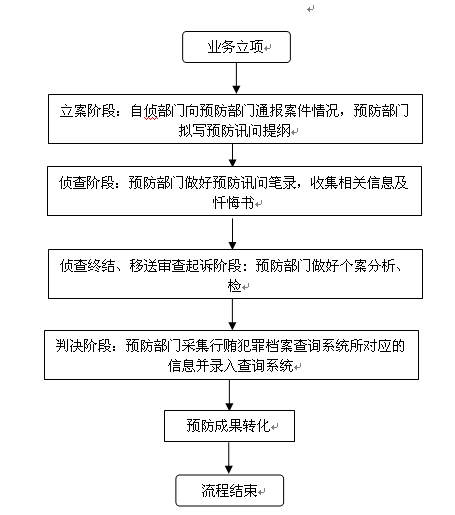 业务立项
立案阶段：自侦部门向预防部门通报案件情况，预防部门
拟写预防讯问提纲
侦查阶段：预防部门做好预防讯问笔录，收集相关信息及
忏悔书
侦查终结、移送审查起诉阶段：预防部门做好个案分析、
检
判决阶段：预防部门采集行贿犯罪档案查询系统所对应的
信息并录入查询系统
预防成果转化
流程结束